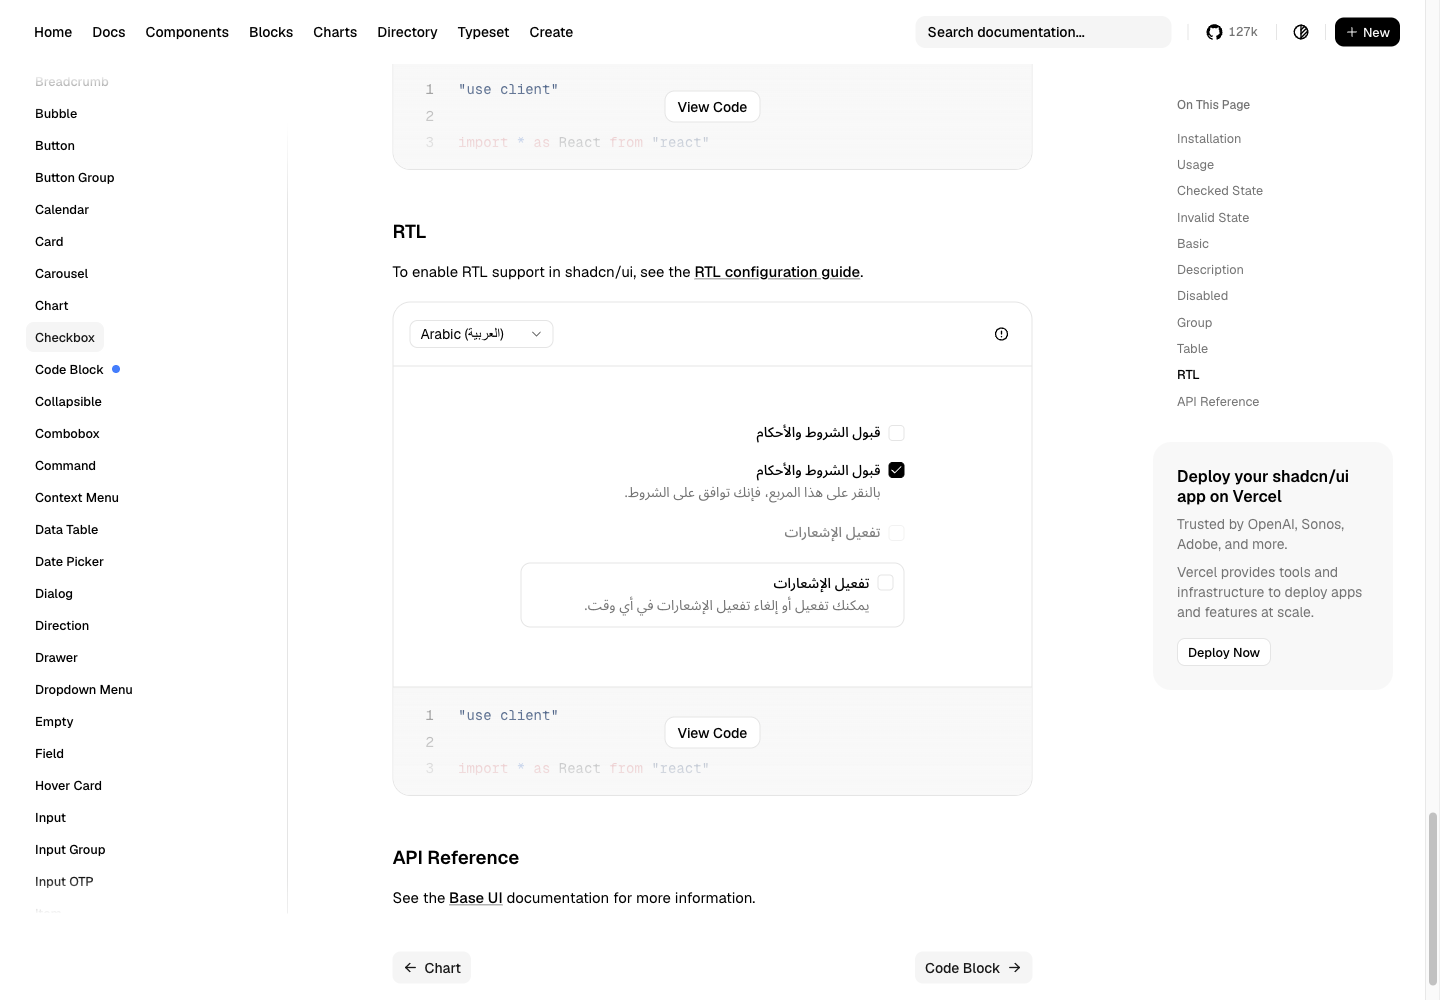 Home Docs Components Blocks Charts Directory Typeset Create
Search documentation...
127k
New
Breadcrumb
Bubble
Button
Button Group
Calendar
Card
Carousel
Chart
Checkbox
Code Block
Collapsible
Combobox
Command
Context Menu
Data Table
Date Picker
Dialog
Direction
Drawer
Dropdown Menu
Empty
Field
Hover Card
Input
Input Group
Input OTP
1 "use client"
2
3 import * as React from "react"
View Code
RTL
To enable RTL support in shadcn/ui, see the RTL configuration guide.
Arabic (العربية)
قبول الشروط والأحكام
قبول الشروط والأحكام
بالنقر على هذا المربع، فإنك توافق على الشروط.
تفعيل الإشعارات
تفعيل الإشعارات
يمكنك تفعيل أو إلغاء تفعيل الإشعارات في أي وقت.
1 "use client"
2
3 import * as React from "react"
View Code
API Reference
See the Base UI documentation for more information.
Chart
Code Block
On This Page
Installation
Usage
Checked State
Invalid State
Basic
Description
Disabled
Group
Table
RTL
API Reference
Deploy your shadcn/ui
app on Vercel
Trusted by OpenAI, Sonos,
Adobe, and more.
Vercel provides tools and
infrastructure to deploy apps
and features at scale.
Deploy Now